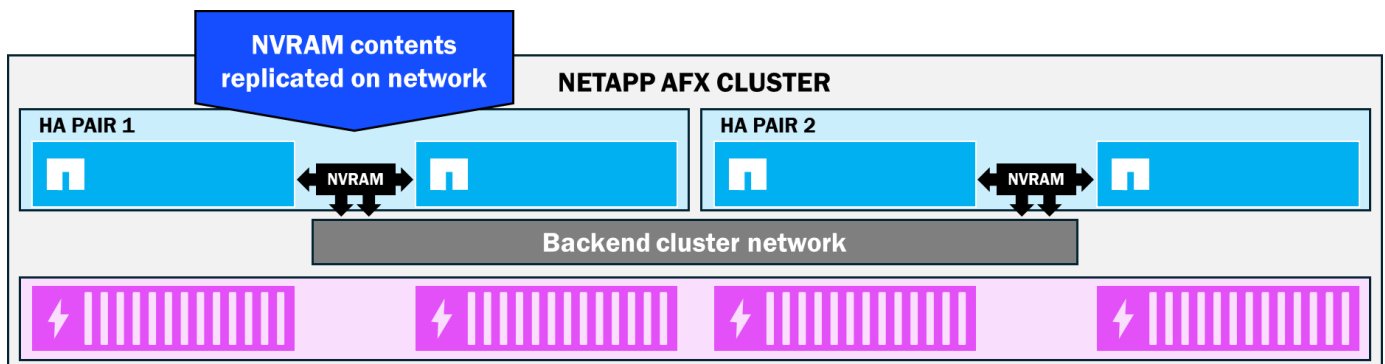 NVRAM contents
replicated on network
NETAPP AFX CLUSTER
HA PAIR 1
HA PAIR 2
NVRAM
NVRAM
Backend cluster network